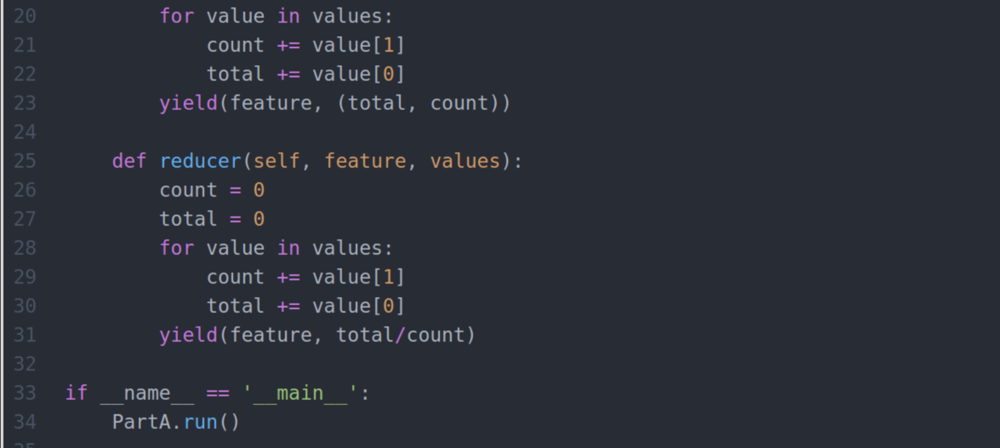 20         for value in values:
21             count += value[1]
22             total += value[0]
23         yield(feature, (total, count))
24
25     def reducer(self, feature, values):
26         count = 0
27         total = 0
28         for value in values:
29             count += value[1]
30             total += value[0]
31         yield(feature, total/count)
32
33 if __name__ == '__main__':
34     PartA.run()
35